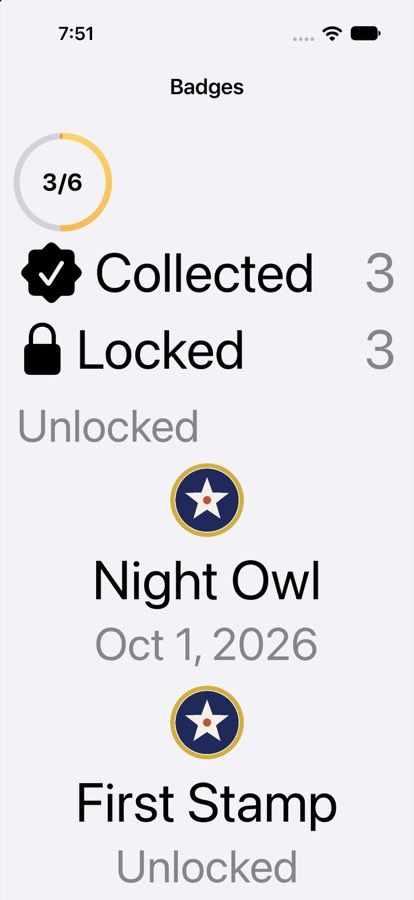 7:51
Badges
3/6
Collected 3
Locked 3
Unlocked
Night Owl
Oct 1, 2026
First Stamp
Unlocked